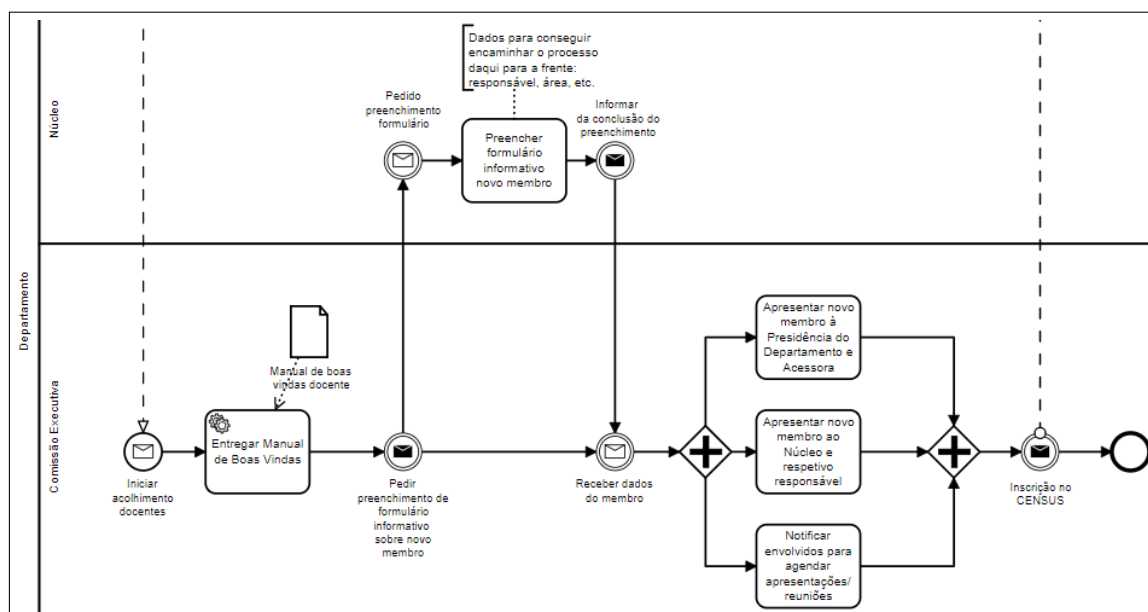 Departamento
Núcleo
Dados para conseguir
encaminhar o processo
daqui para a frente:
responsável, área, etc.
Pedido
preenchimento
formulário
Preencher
formulário
informativo
novo membro
Informar
da conclusão do
preenchimento
Comissão Executiva
Manual de boas
vindas docente
Iniciar
acolhimento
docentes
Entregar Manual
de Boas Vindas
Pedir
preenchimento de
formulário
informativo
sobre novo
membro
Receber dados
do membro
Apresentar novo
membro à
Presidência do
Departamento e
Acessora
Apresentar novo
membro ao
Núcleo e
respetivo
responsável
Notificar
envolvidos para
agendar
apresentações/
reuniões
Inscrição no
CENSUS